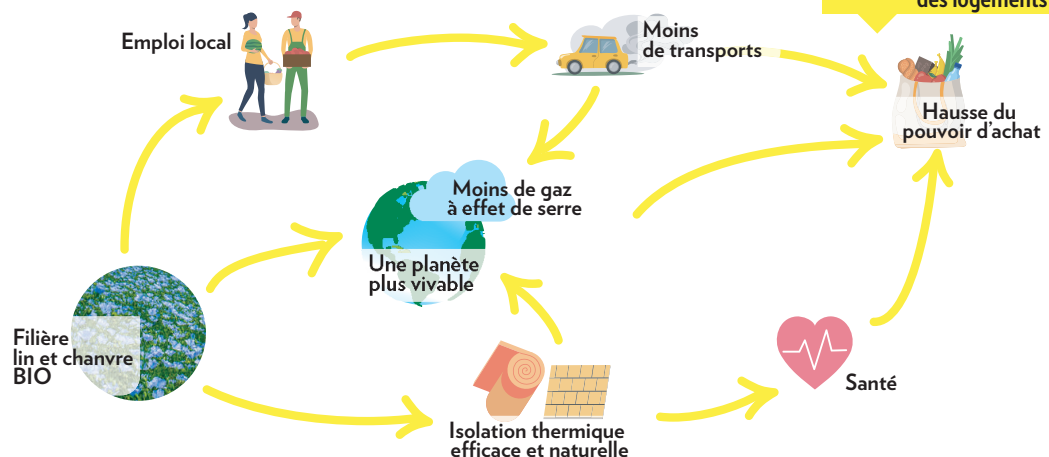 des logements
Emploi local
Moins
de transports
Hausse du
pouvoir d’achat
Moins de gaz
à effet de serre
Une planète
plus vivable
Filière
lin et chanvre
BIO
Santé
Isolation thermique
efficace et naturelle